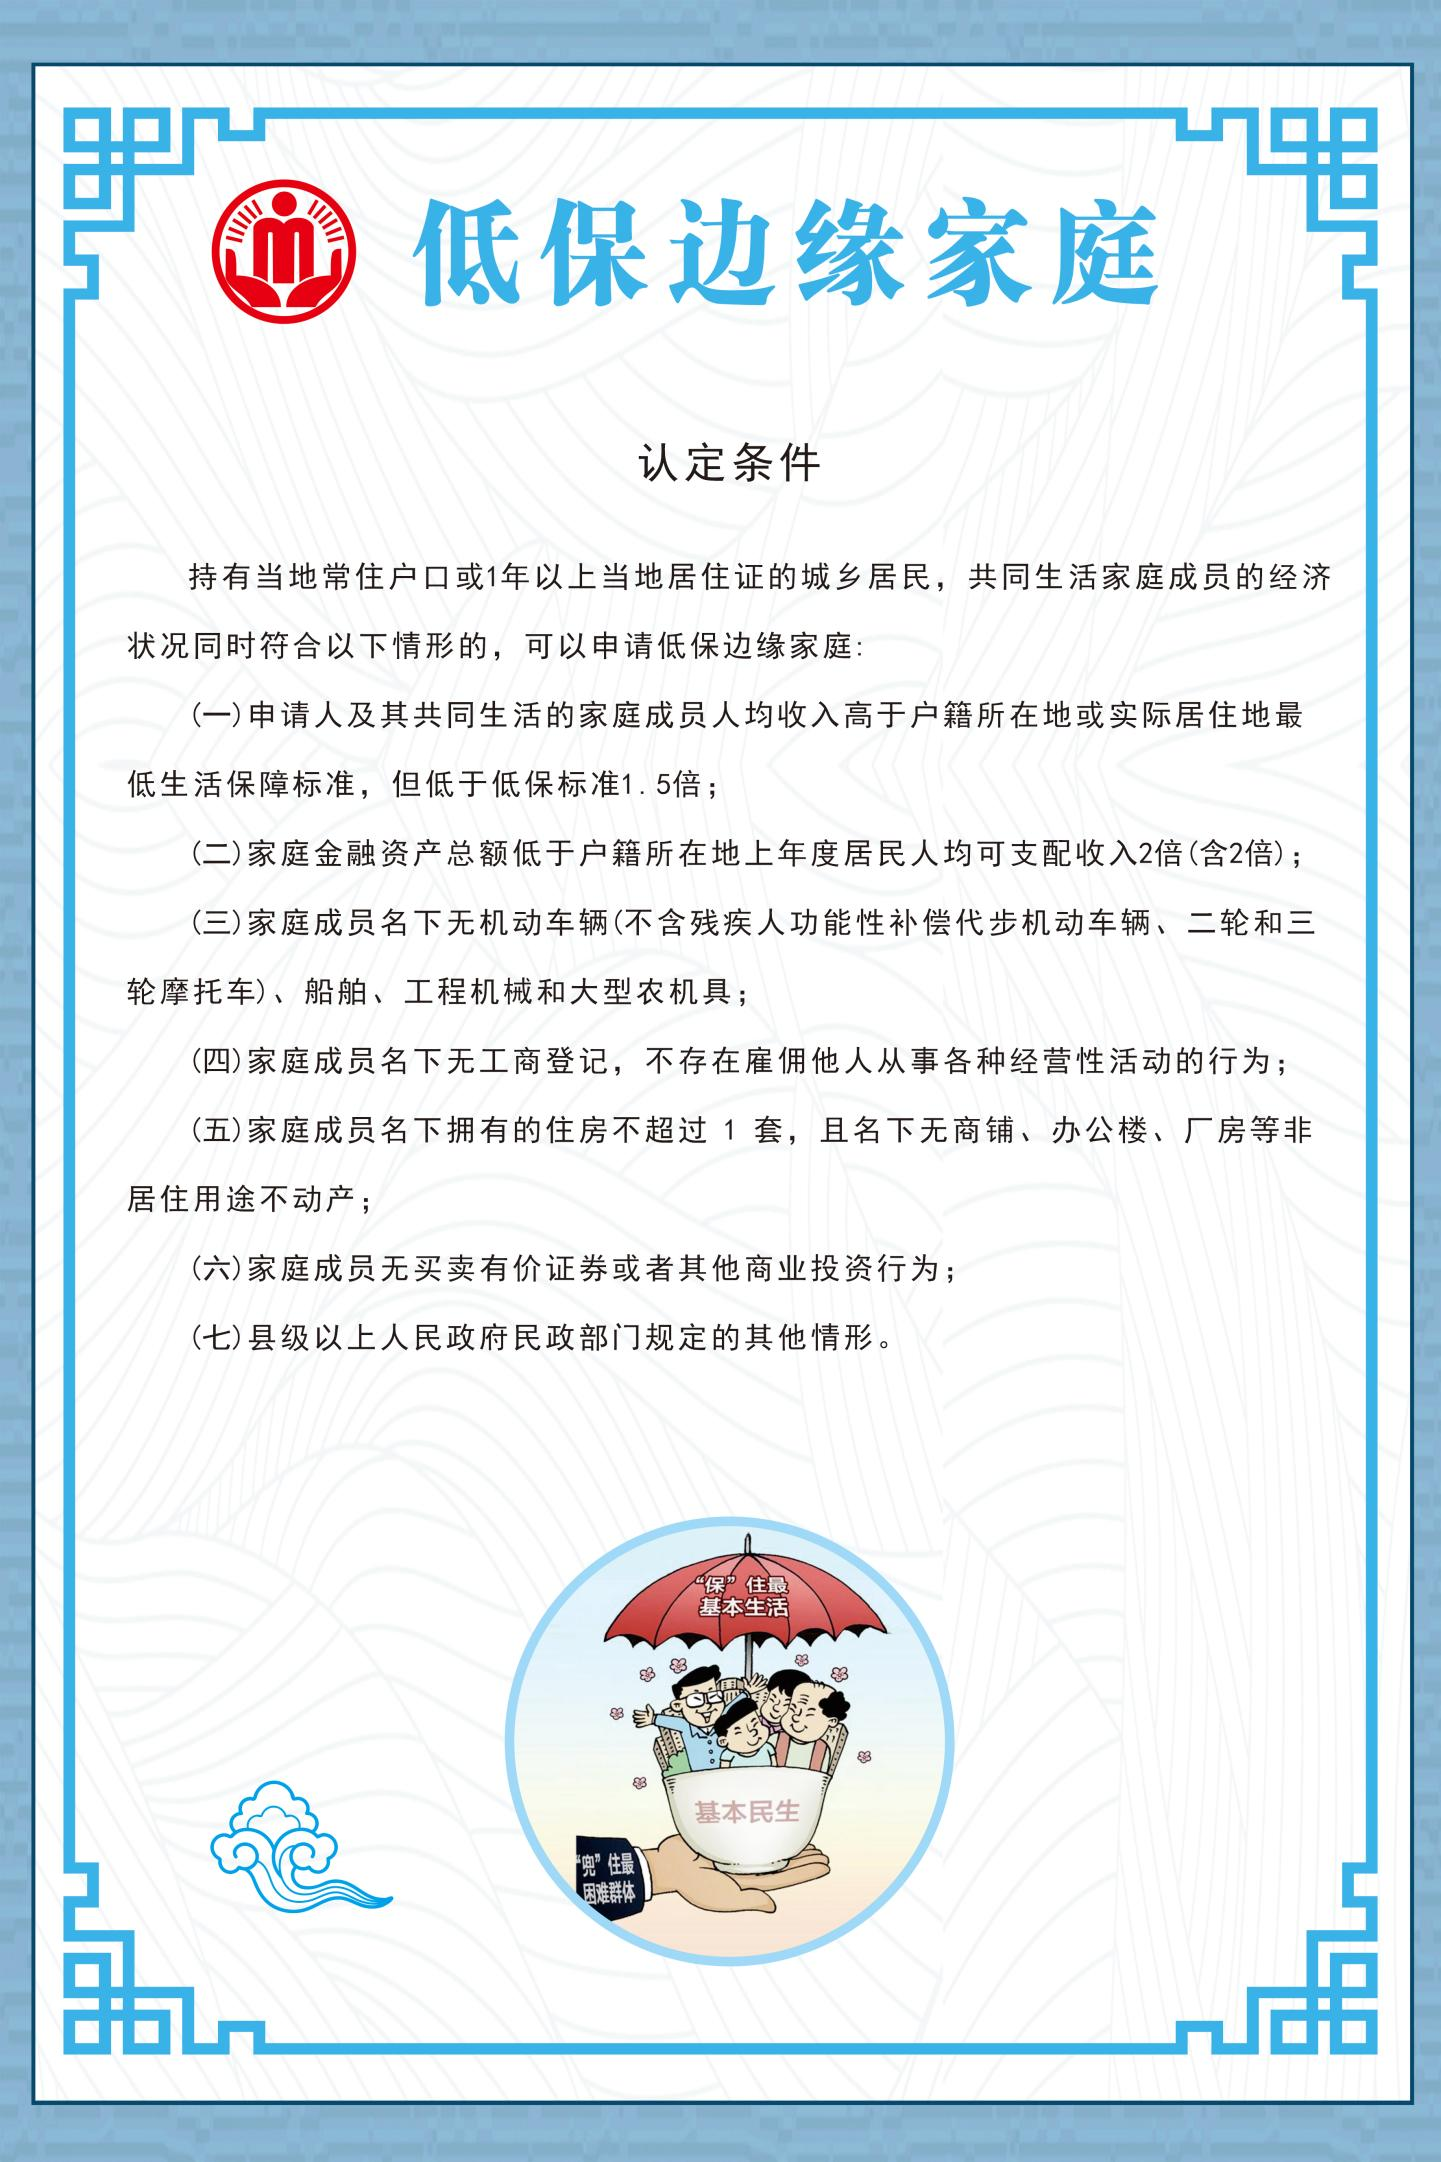 低保边缘家庭
认定条件
持有当地常住户口或1年以上当地居住证的城乡居民，共同生活家庭成员的经济
状况同时符合以下情形的，可以申请低保边缘家庭:
(一)申请人及其共同生活的家庭成员人均收入高于户籍所在地或实际居住地最
低生活保障标准，但低于低保标准1.5倍；
(二)家庭金融资产总额低于户籍所在地上年度居民人均可支配收入2倍(含2倍)；
(三)家庭成员名下无机动车辆(不含残疾人功能性补偿代步机动车辆、二轮和三
轮摩托车)、船舶、工程机械和大型农机具；
(四)家庭成员名下无工商登记，不存在雇佣他人从事各种经营性活动的行为；
(五)家庭成员名下拥有的住房不超过 1 套，且名下无商铺、办公楼、厂房等非
居住用途不动产；
(六)家庭成员无买卖有价证券或者其他商业投资行为；
(七)县级以上人民政府民政部门规定的其他情形。
“保”住最
基本生活
基本民生
“兜”住最
困难群体